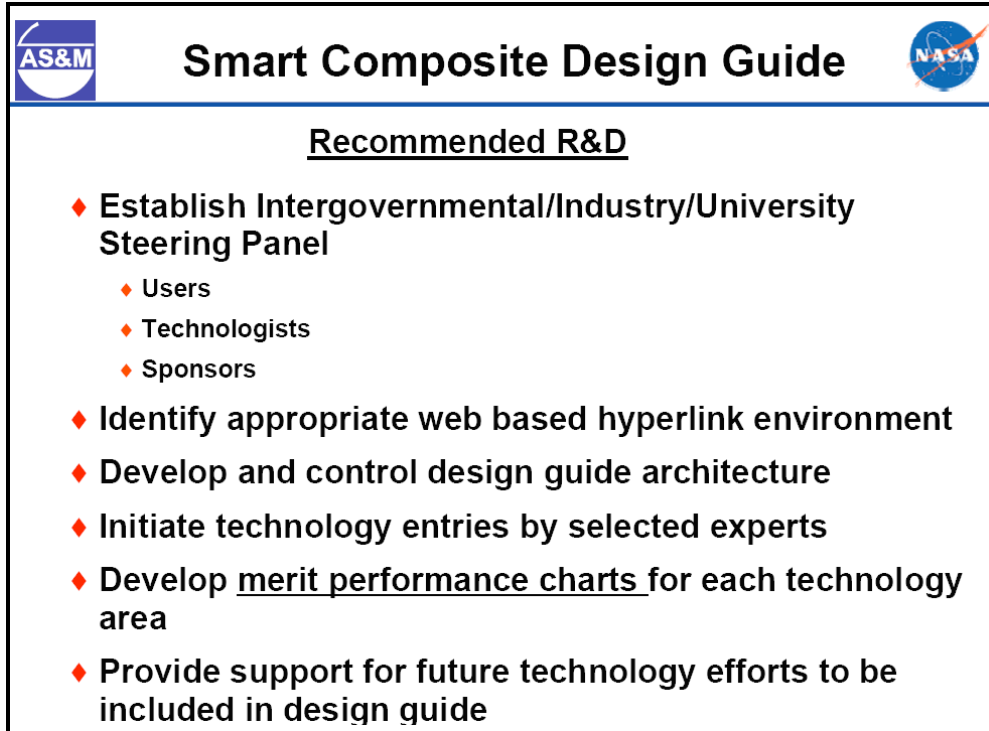 AS&M
Smart Composite Design Guide
NASA
Recommended R&D
♦ Establish Intergovernmental/Industry/University
Steering Panel
♦ Users
♦ Technologists
♦ Sponsors
♦ Identify appropriate web based hyperlink environment
♦ Develop and control design guide architecture
♦ Initiate technology entries by selected experts
♦ Develop merit performance charts for each technology
area
♦ Provide support for future technology efforts to be
included in design guide